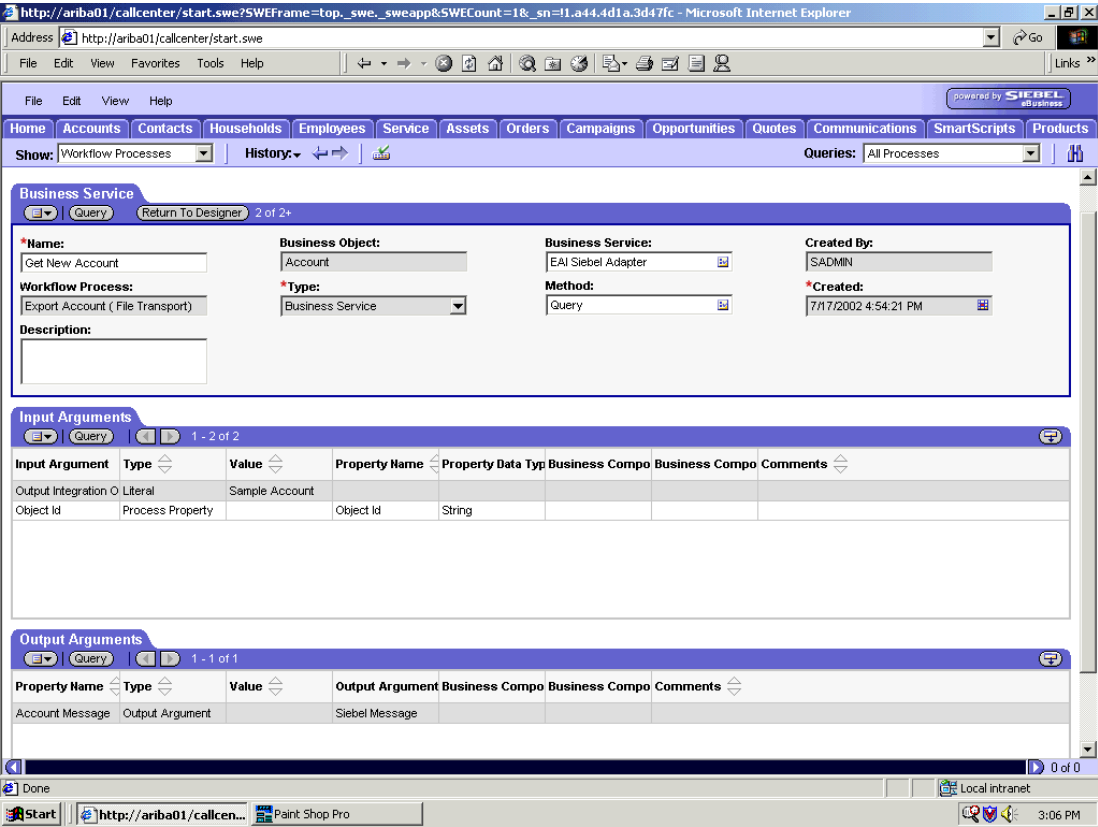 http://ariba01/callcenter/start.swe?SWEFrame=top._swe._sweapp&SWECount=1&_sn=!1.a44.4d1a.3d47fc - Microsoft Internet Explorer
Address http://ariba01/callcenter/start.swe Go
File Edit View Favorites Tools Help Links »
File Edit View Help powered by SIEBEL eBusiness
Home Accounts Contacts Households Employees Service Assets Orders Campaigns Opportunities Quotes Communications SmartScripts Products
Show: Workflow Processes History: Queries: All Processes
Business Service
Query Return To Designer 2 of 2+
*Name: Business Object: Business Service: Created By:
Get New Account Account EAI Siebel Adapter SADMIN
Workflow Process: *Type: Method: *Created:
Export Account ( File Transport) Business Service Query 7/17/2002 4:54:21 PM
Description:
Input Arguments
Query 1 - 2 of 2
Input Argument Type Value Property Name Property Data Typ Business Compo Business Compo Comments
Output Integration O Literal Sample Account
Object Id Process Property Object Id String
Output Arguments
Query 1 - 1 of 1
Property Name Type Value Output Argument Business Compo Business Compo Comments
Account Message Output Argument Siebel Message
0 of 0
Done Local intranet
Start http://ariba01/callcen... Paint Shop Pro 3:06 PM